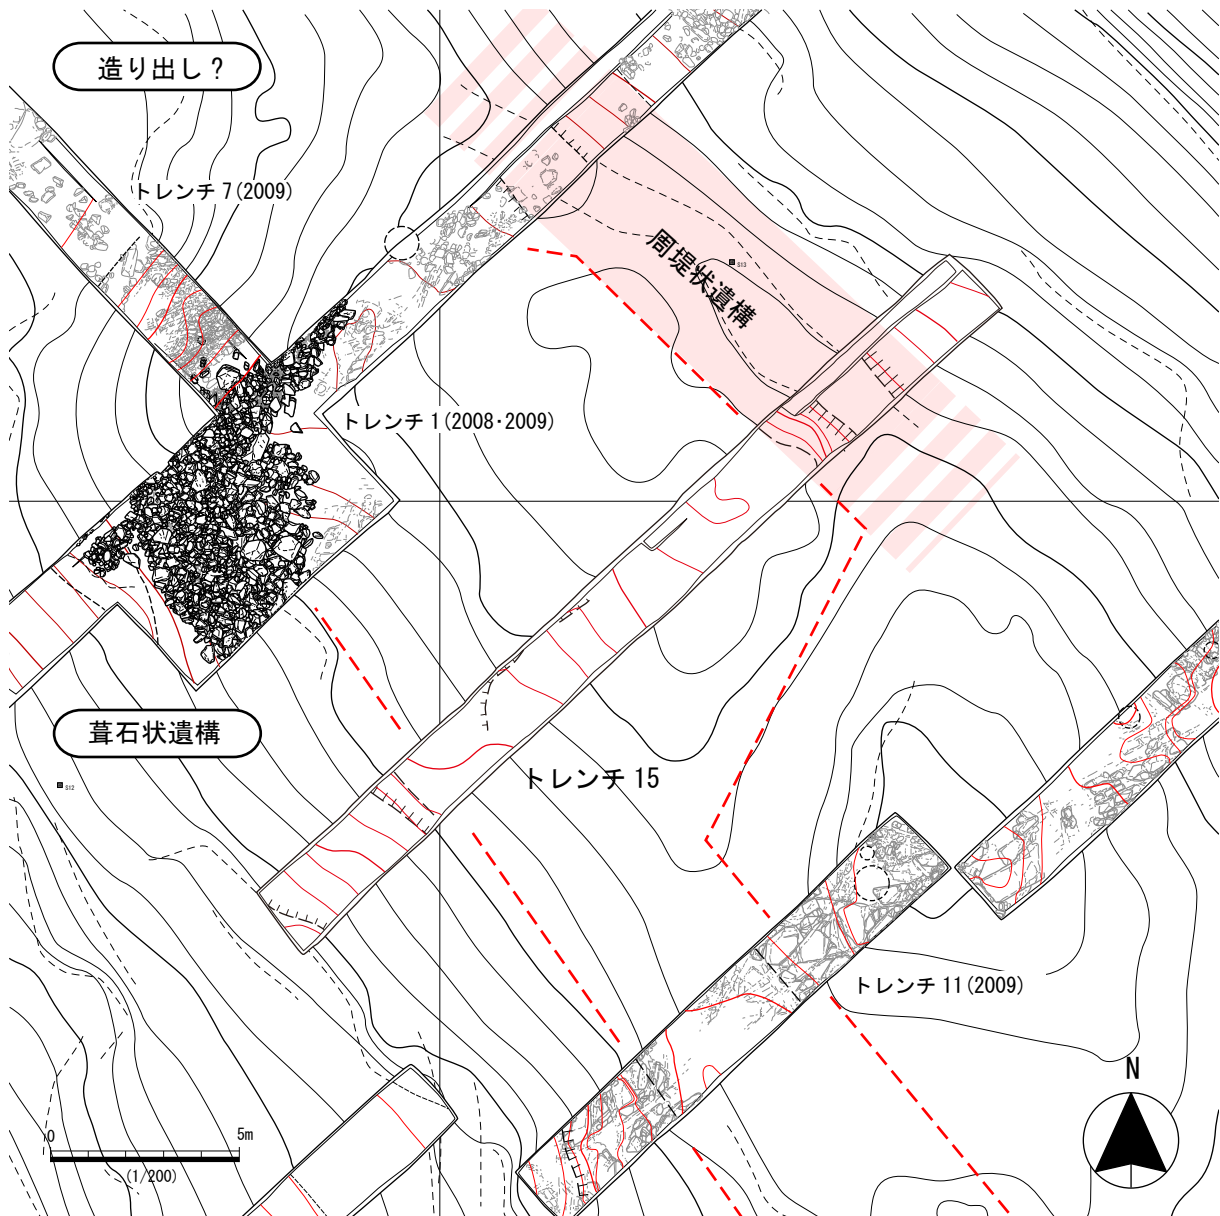 造り出し？
トレンチ 7(2009)
周堤状遺構
S13
トレンチ 1(2008･2009)
葺石状遺構
S12
トレンチ 15
トレンチ 11(2009)
N
0 5m
(1/200)